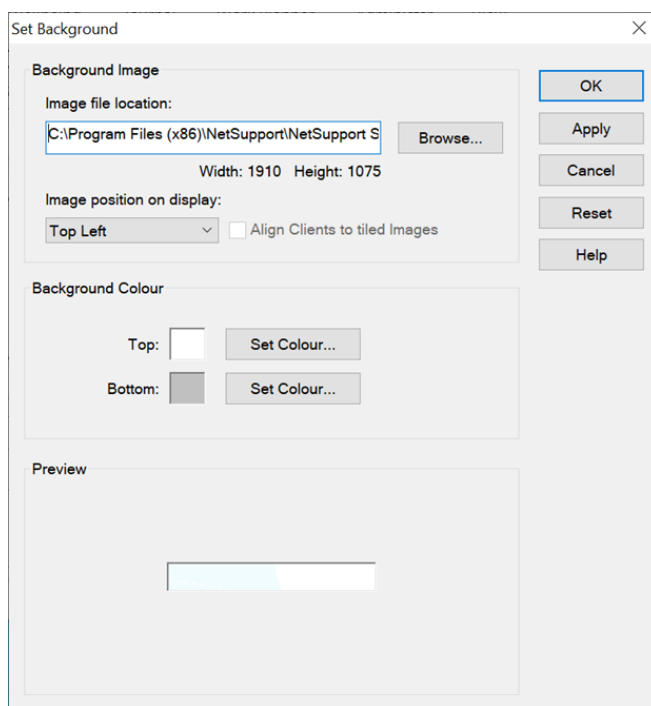 Set Background
Background Image
Image file location:
C:\Program Files (x86)\NetSupport\NetSupport S
Browse...
Width: 1910 Height: 1075
Image position on display:
Top Left
Align Clients to tiled Images
OK
Apply
Cancel
Reset
Help
Background Colour
Top:
Set Colour...
Bottom:
Set Colour...
Preview